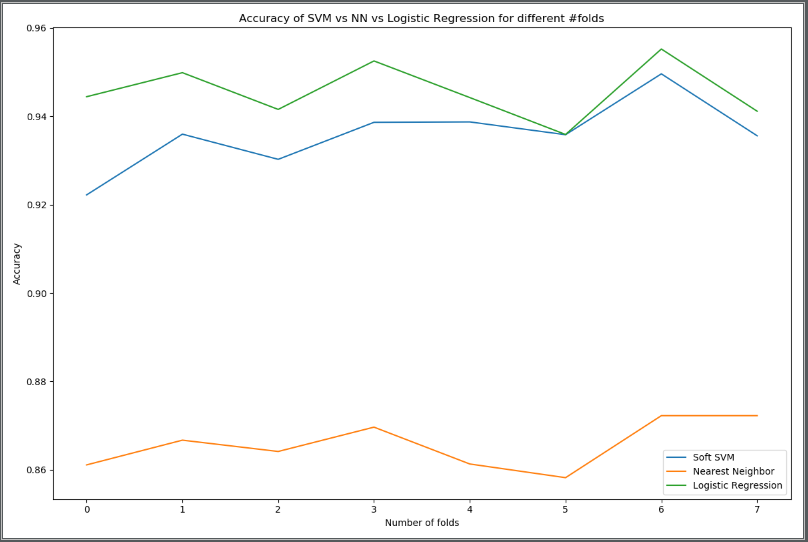 Accuracy of SVM vs NN vs Logistic Regression for different #folds
0.96
0.94
0.92
0.90
0.88
0.86
Accuracy
0 1 2 3 4 5 6 7
Number of folds
Soft SVM
Nearest Neighbor
Logistic Regression